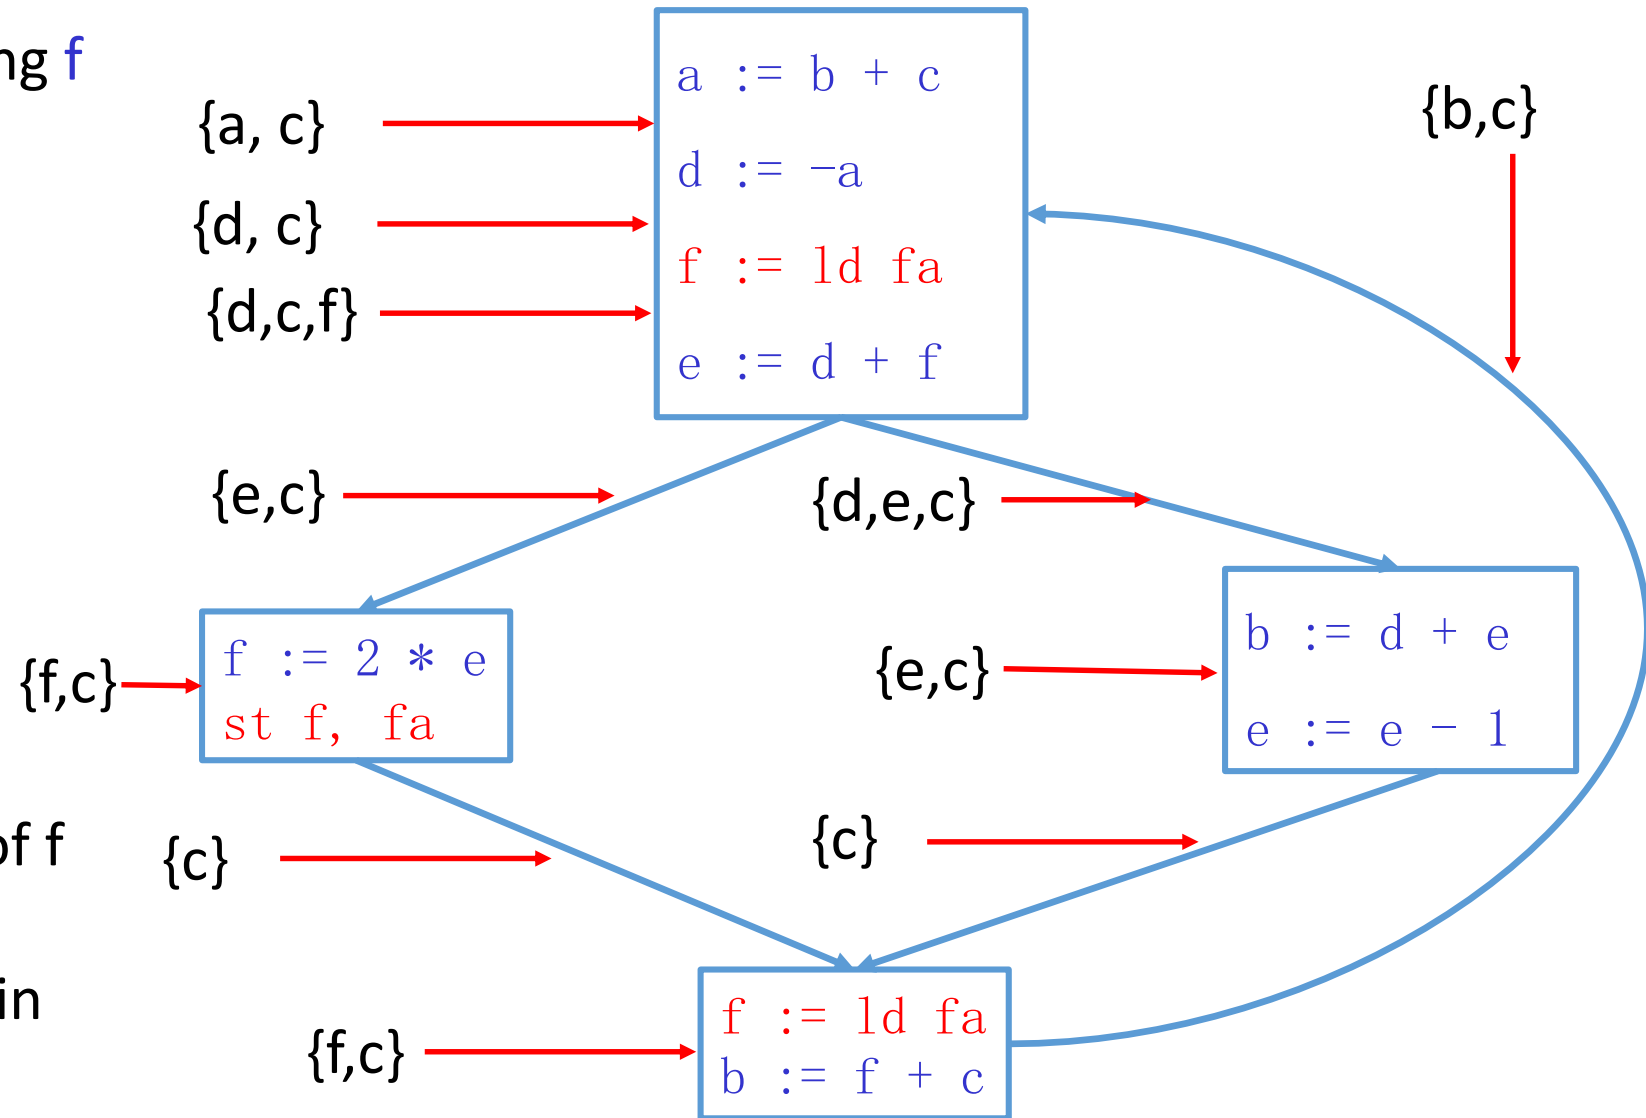 ng f
a := b + c
{b,c}
{a, c}
d := -a
{d, c}
f := ld fa
{d,c,f}
e := d + f
{e,c}
{d,e,c}
b := d + e
f := 2 * e
{f,c}
{e,c}
st f, fa
e := e - 1
of f
{c}
{c}
in
f := ld fa
{f,c}
b := f + c